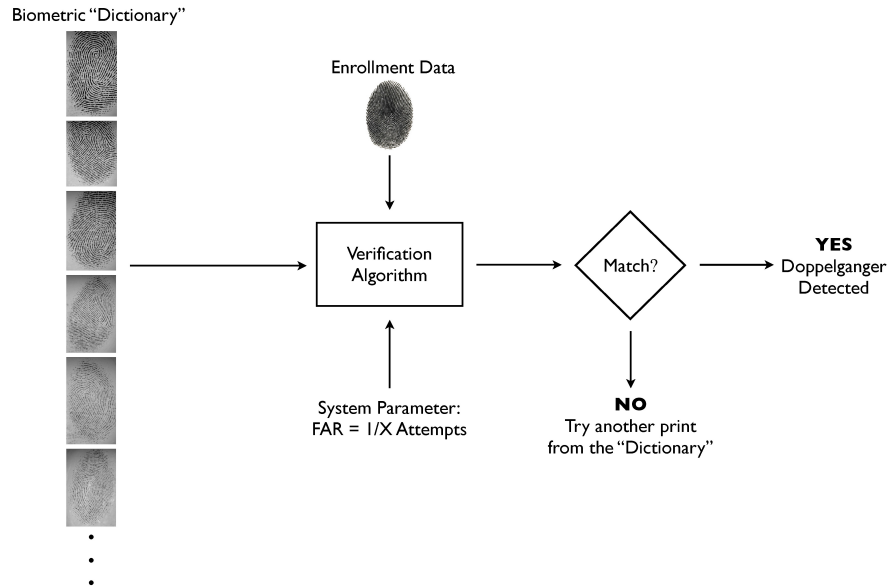 Biometric “Dictionary”
Enrollment Data
Verification
Algorithm
System Parameter:
FAR = 1/X Attempts
Match?
YES
Doppelganger
Detected
NO
Try another print
from the “Dictionary”